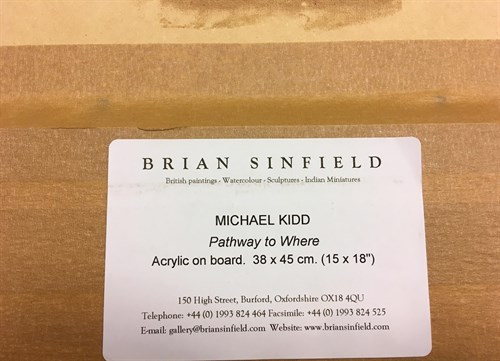 BRIAN SINFIELD
British paintings - Watercolour - Sculptures - Indian Miniatures
MICHAEL KIDD
Pathway to Where
Acrylic on board. 38 x 45 cm. (15 x 18")
150 High Street, Burford, Oxfordshire OX18 4QU
Telephone: +44 (0) 1993 824 464 Facsimile: +44 (0) 1993 824 525
E-mail: gallery@briansinfield.com Website: www.briansinfield.com